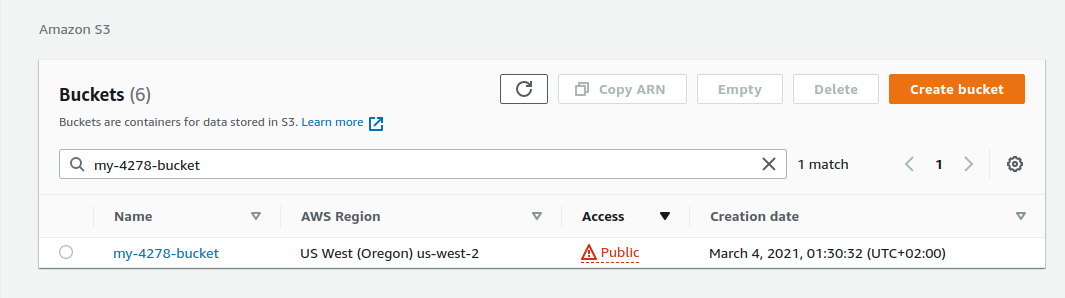 Amazon S3
Buckets (6)
Copy ARN
Empty
Delete
Create bucket
Buckets are containers for data stored in S3. Learn more
my-4278-bucket
1 match
1
Name AWS Region Access Creation date
my-4278-bucket US West (Oregon) us-west-2 Public March 4, 2021, 01:30:32 (UTC+02:00)